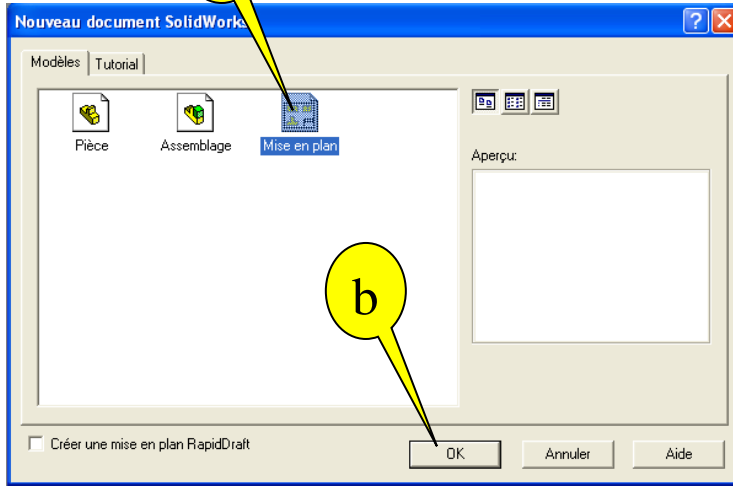 Nouveau document SolidWorks
Modèles Tutorial
Pièce Assemblage Mise en plan
Aperçu:
b
Créer une mise en plan RapidDraft
OK Annuler Aide